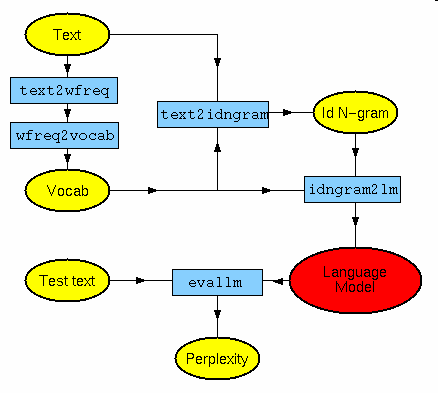 Text
text2wfreq
text2idngram
Id N-gram
wfreq2vocab
Vocab
idngram2lm
Test text
evallm
Language
Model
Perplexity